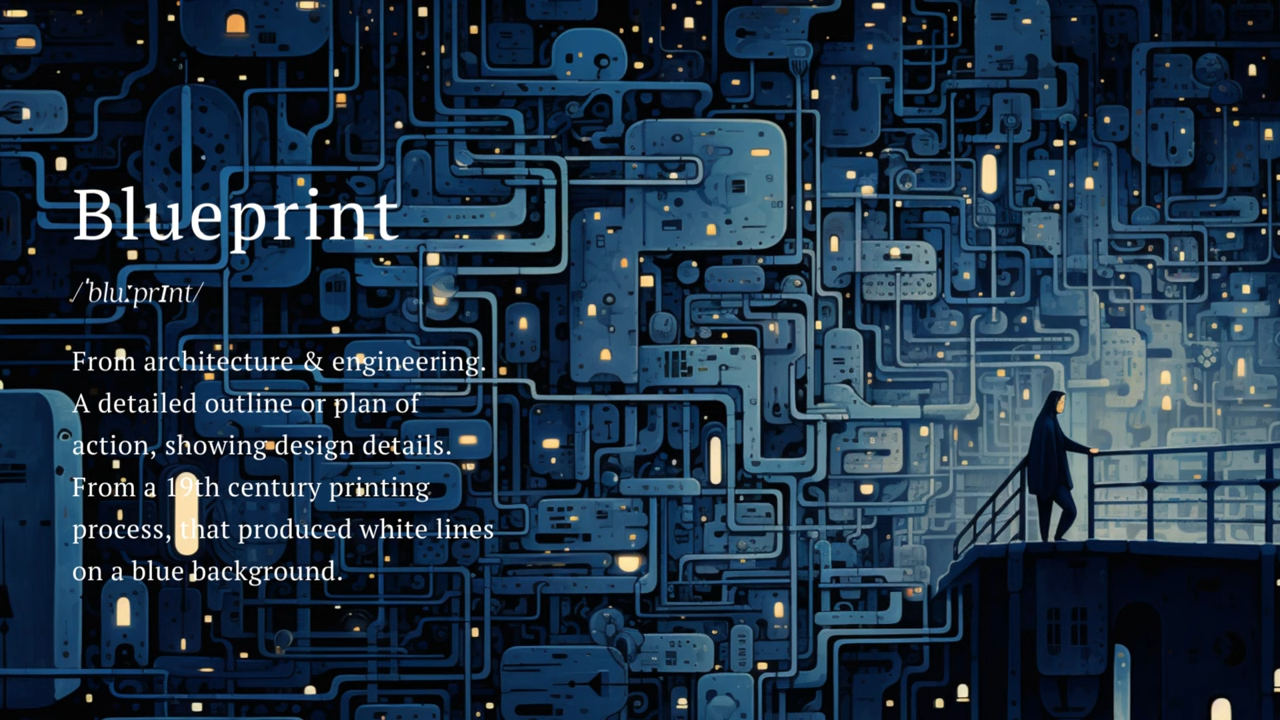 Blueprint
/ˈbluːprɪnt/
From architecture & engineering.
A detailed outline or plan of
action, showing design details.
From a 19th century printing
process, that produced white lines
on a blue background.